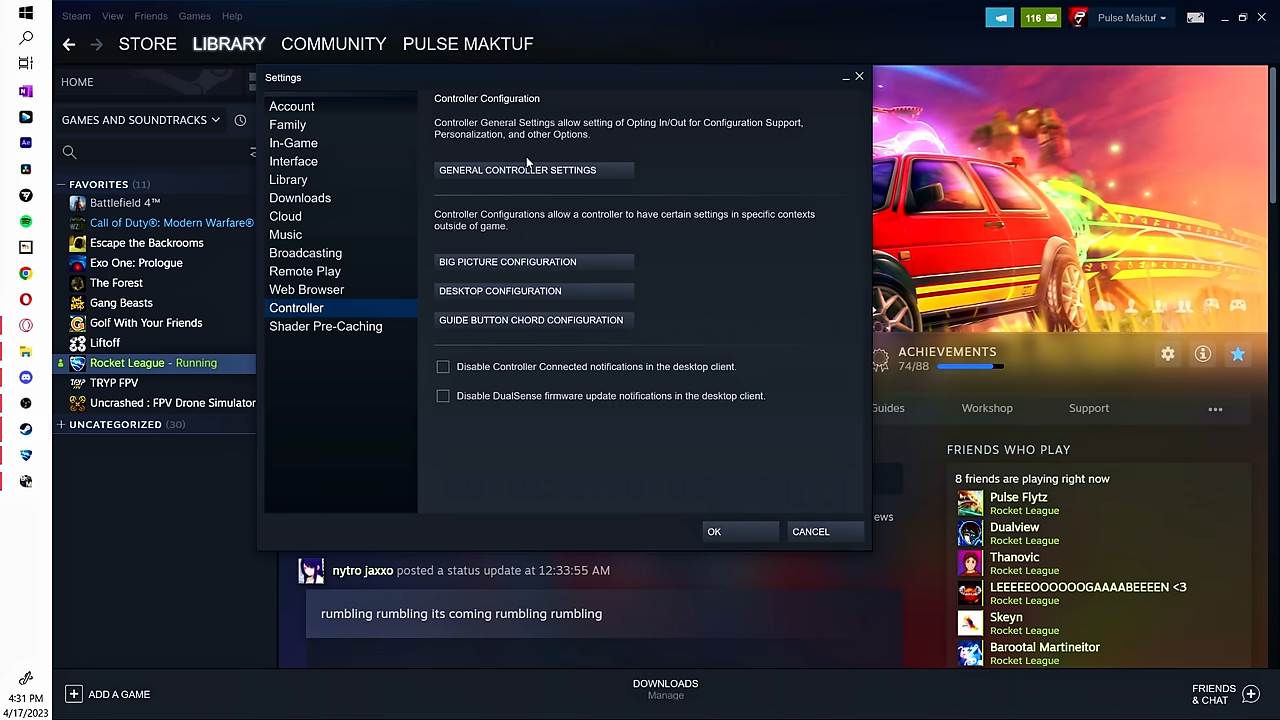 Steam View Friends Games Help
116 Pulse Maktuf
STORE LIBRARY COMMUNITY PULSE MAKTUF
HOME
GAMES AND SOUNDTRACKS
FAVORITES (11)
Battlefield 4™
Call of Duty®: Modern Warfare®
Escape the Backrooms
Exo One: Prologue
The Forest
Gang Beasts
Golf With Your Friends
Liftoff
Rocket League - Running
TRYP FPV
Uncrashed : FPV Drone Simulator
UNCATEGORIZED (30)
Settings
Account
Family
In-Game
Interface
Library
Downloads
Cloud
Music
Broadcasting
Remote Play
Web Browser
Controller
Shader Pre-Caching
Controller Configuration
Controller General Settings allow setting of Opting In/Out for Configuration Support,
Personalization, and other Options.
GENERAL CONTROLLER SETTINGS
Controller Configurations allow a controller to have certain settings in specific contexts
outside of game.
BIG PICTURE CONFIGURATION
DESKTOP CONFIGURATION
GUIDE BUTTON CHORD CONFIGURATION
Disable Controller Connected notifications in the desktop client.
Disable DualSense firmware update notifications in the desktop client.
OK CANCEL
ACHIEVEMENTS
74/88
Guides Workshop Support
ews
FRIENDS WHO PLAY
8 friends are playing right now
Pulse Flytz
Rocket League
Dualview
Rocket League
Thanovic
Rocket League
LEEEEEOOOOOOGAAAABEEEEN <3
Rocket League
Skeyn
Rocket League
Barootal Martineitor
Rocket League
nytro jaxxo posted a status update at 12:33:55 AM
rumbling rumbling its coming rumbling rumbling
ADD A GAME
DOWNLOADS
Manage
FRIENDS
& CHAT
4:31 PM
4/17/2023